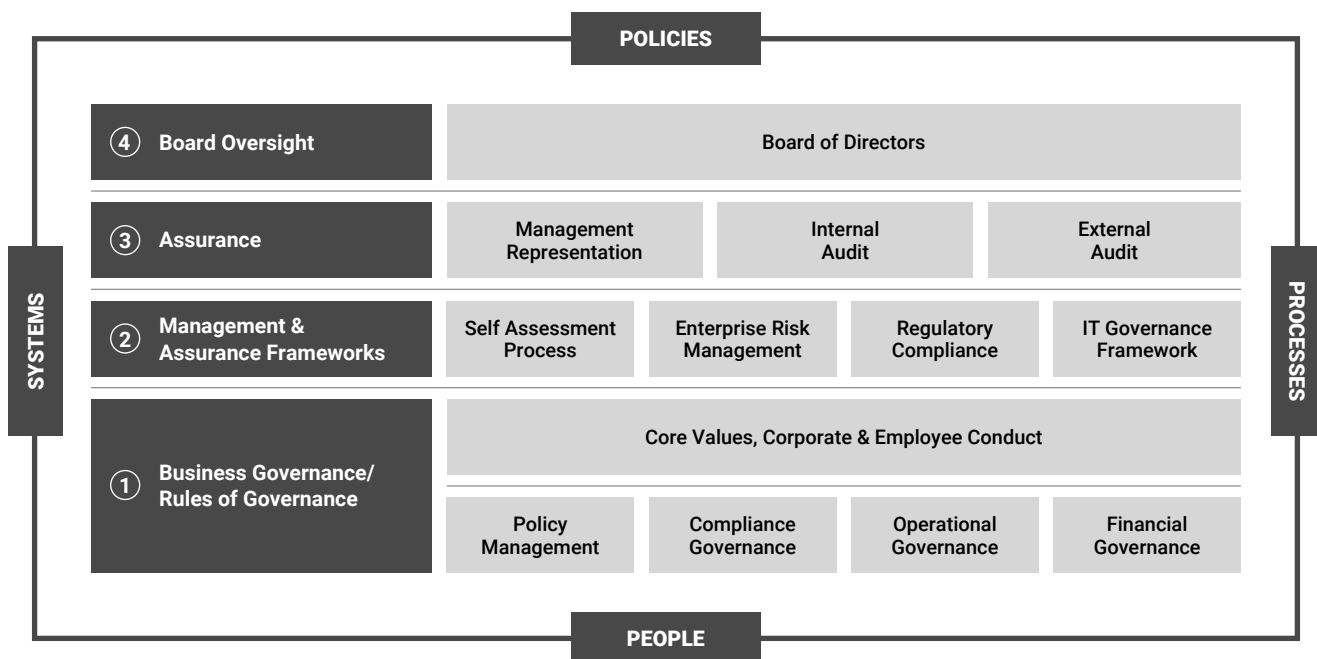 POLICIES
4
Board Oversight
Board of Directors
3
Assurance
Management
Representation
Internal
Audit
External
Audit
SYSTEMS
PROCESSES
2
Management &
Assurance Frameworks
Self Assessment
Process
Enterprise Risk
Management
Regulatory
Compliance
IT Governance
Framework
1
Business Governance/
Rules of Governance
Core Values, Corporate & Employee Conduct
Policy
Management
Compliance
Governance
Operational
Governance
Financial
Governance
PEOPLE